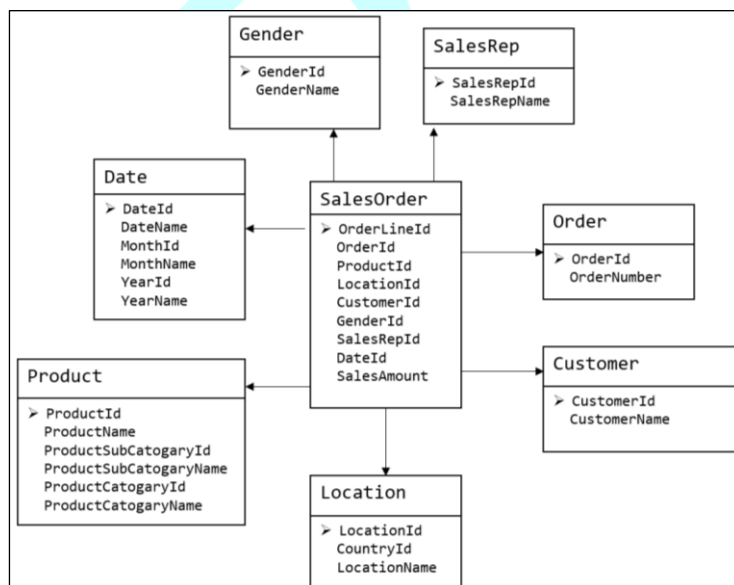 Gender
GenderId
GenderName
SalesRep
SalesRepId
SalesRepName
Date
DateId
DateName
MonthId
MonthName
YearId
YearName
SalesOrder
OrderLineId
OrderId
ProductId
LocationId
CustomerId
GenderId
SalesRepId
DateId
SalesAmount
Order
OrderId
OrderNumber
Product
ProductId
ProductName
ProductSubCatogaryId
ProductSubCatogaryName
ProductCatogaryId
ProductCatogaryName
Customer
CustomerId
CustomerName
Location
LocationId
CountryId
LocationName